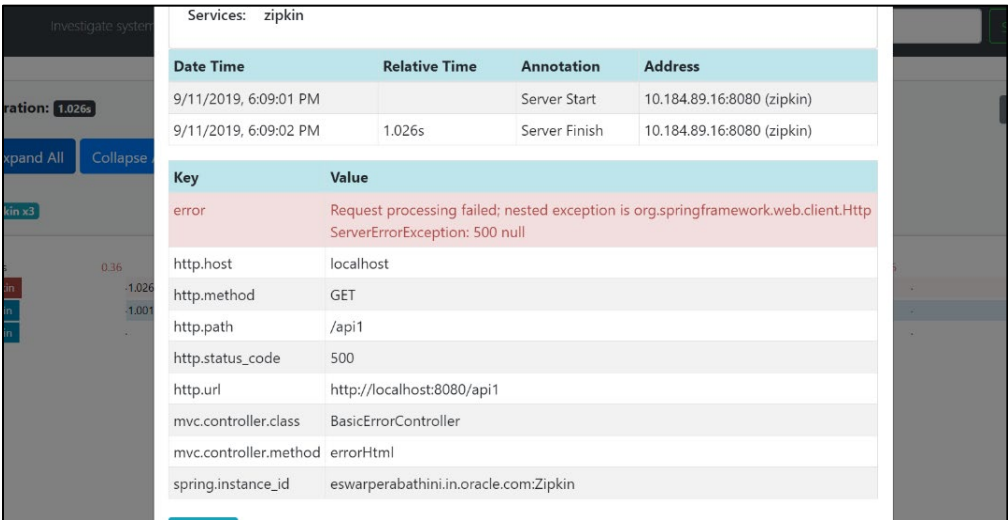 Services: zipkin
Investigate system
Date Time Relative Time Annotation Address
9/11/2019, 6:09:01 PM Server Start 10.184.89.16:8080 (zipkin)
ration: 1.026s
9/11/2019, 6:09:02 PM 1.026s Server Finish 10.184.89.16:8080 (zipkin)
xpand All Collapse
Key Value
kin x3
error Request processing failed; nested exception is org.springframework.web.client.Http
ServerErrorException: 500 null
http.host localhost
0.36
http.method GET
-1.026
-1.001
http.path /api1
http.status_code 500
http.url http://localhost:8080/api1
mvc.controller.class BasicErrorController
mvc.controller.method errorHtml
spring.instance_id eswarperabathini.in.oracle.com:Zipkin